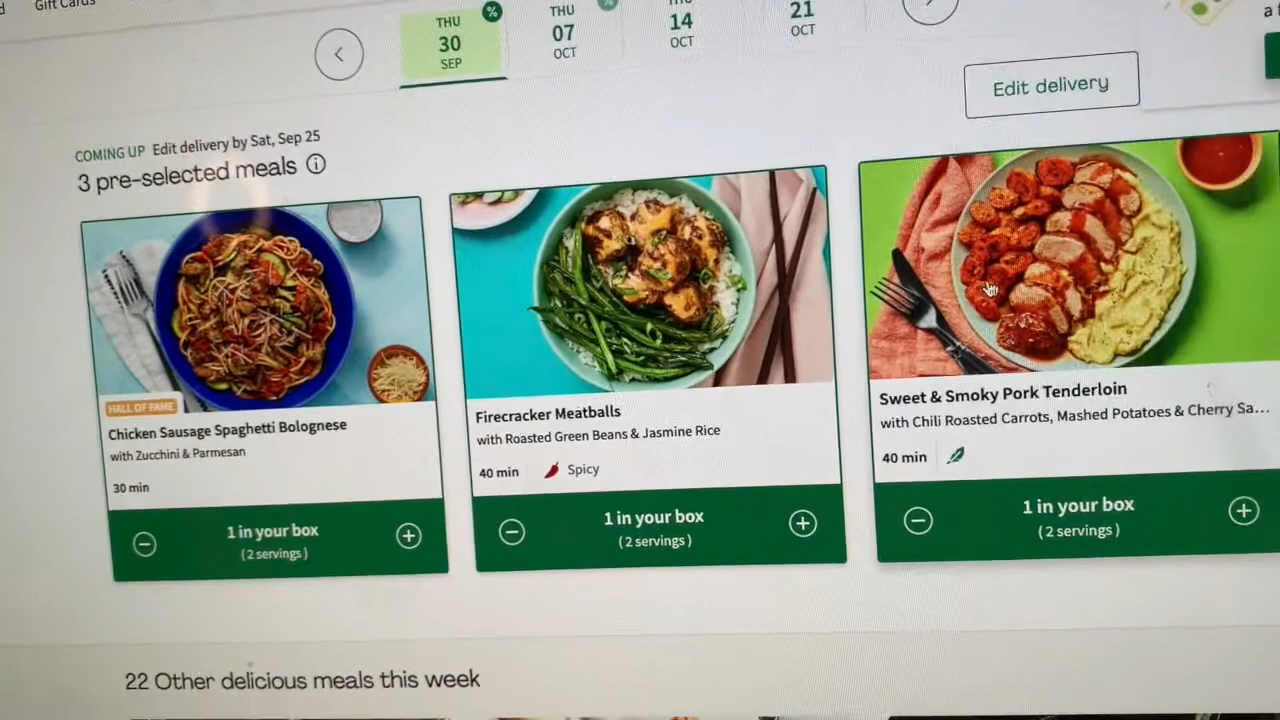 Gift Cards
THU
30
SEP
%
THU
07
OCT
%
14
OCT
21
OCT
Edit delivery
COMING UP Edit delivery by Sat, Sep 25
3 pre-selected meals
HALL OF FAME
Chicken Sausage Spaghetti Bolognese
with Zucchini & Parmesan
30 min
1 in your box
(2 servings)
Firecracker Meatballs
with Roasted Green Beans & Jasmine Rice
40 min Spicy
1 in your box
(2 servings)
Sweet & Smoky Pork Tenderloin
with Chili Roasted Carrots, Mashed Potatoes & Cherry Sa...
40 min
1 in your box
(2 servings)
22 Other delicious meals this week